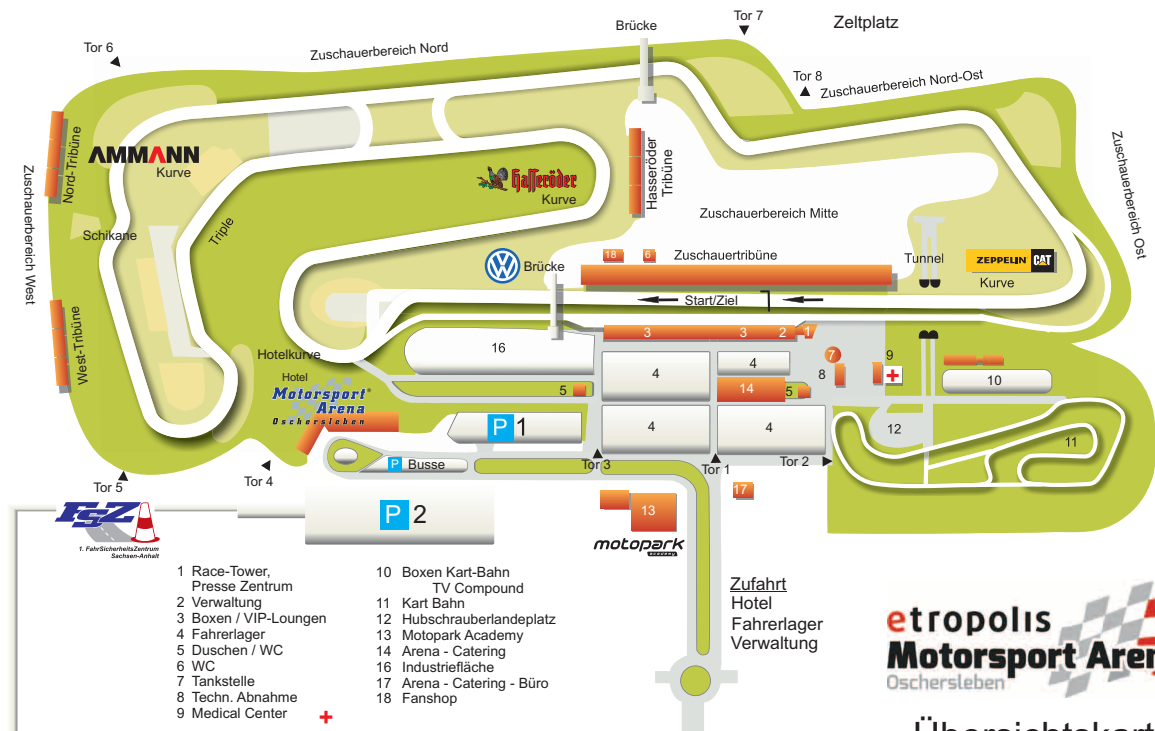 Tor 7
Zeltplatz
Brücke
Tor 6
Zuschauerbereich Nord
Tor 8
Zuschauerbereich Nord-Ost
Nord-Tribüne
AMMANN
Kurve
Hasseröder
Kurve
Hasseröder
Tribüne
Zuschauerbereich Ost
Zuschauerbereich West
Schikane
Triple
Zuschauerbereich Mitte
18
6
Zuschauertribüne
Tunnel
ZEPPELIN CAT
Kurve
VW
Brücke
Start/Ziel
West-Tribüne
Hotelkurve
16
3
3
2
1
4
4
7
8
9
10
Hotel
Motorsport
Arena
Oschersleben
5
14
5
P 1
4
4
12
11
P Busse
Tor 3
Tor 1
Tor 2
Tor 5
Tor 4
17
FSZ
1. FahrSicherheitsZentrum
Sachsen-Anhalt
P 2
13
motopark
academy
1 Race-Tower,
Presse Zentrum
2 Verwaltung
3 Boxen / VIP-Loungen
4 Fahrerlager
5 Duschen / WC
6 WC
7 Tankstelle
8 Techn. Abnahme
9 Medical Center
10 Boxen Kart-Bahn
TV Compound
11 Kart Bahn
12 Hubschrauberlandeplatz
13 Motopark Academy
14 Arena - Catering
16 Industriefläche
17 Arena - Catering - Büro
18 Fanshop
Zufahrt
Hotel
Fahrerlager
Verwaltung
etropolis
Motorsport Aren
Oschersleben
Übersichtskart